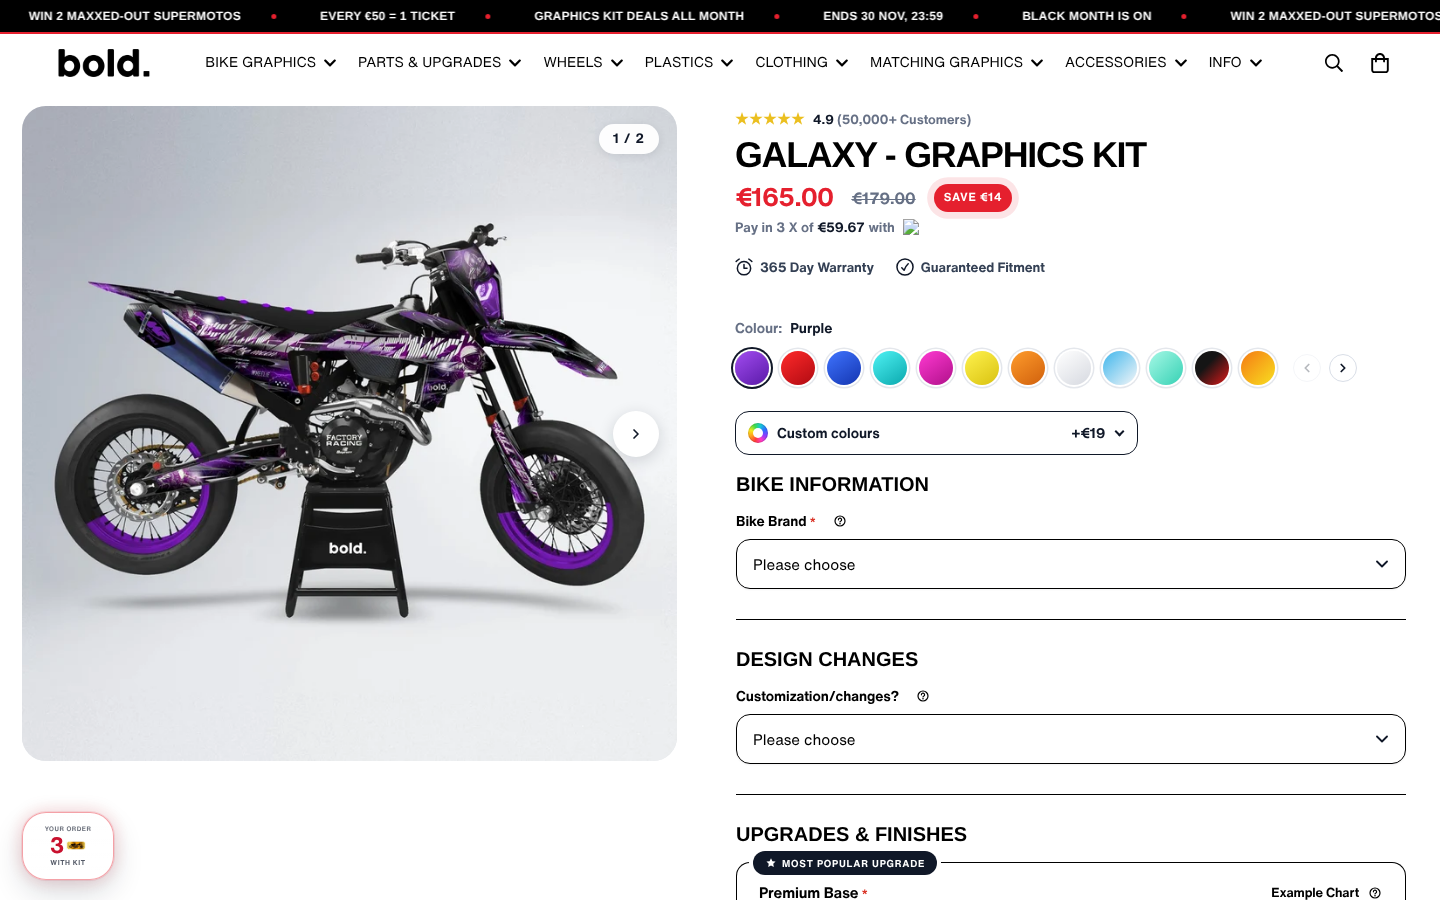 WIN 2 MAXXED-OUT SUPERMOTOS • EVERY €50 = 1 TICKET • GRAPHICS KIT DEALS ALL MONTH • ENDS 30 NOV, 23:59 • BLACK MONTH IS ON • WIN 2 MAXXED-OUT SUPERMOTOS
bold.
BIKE GRAPHICS PARTS & UPGRADES WHEELS PLASTICS CLOTHING MATCHING GRAPHICS ACCESSORIES INFO
1 / 2
bold.
FACTORY
RACING
bold.
4.9 (50,000+ Customers)
GALAXY - GRAPHICS KIT
€165.00 €179.00 SAVE €14
Pay in 3 X of €59.67 with
365 Day Warranty Guaranteed Fitment
Colour: Purple
Custom colours +€19
BIKE INFORMATION
Bike Brand *
Please choose
DESIGN CHANGES
Customization/changes?
Please choose
UPGRADES & FINISHES
MOST POPULAR UPGRADE
Premium Base * Example Chart
YOUR ORDER
3
WITH KIT